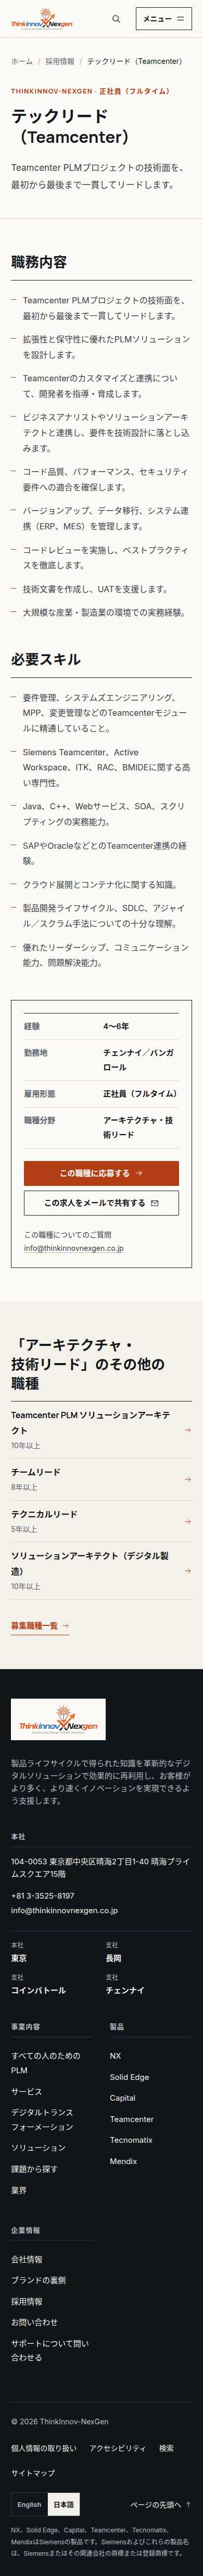 ThinkinnovXnexgen
メニュー
ホーム / 採用情報 / テックリード（Teamcenter）
THINKINNOV-NEXGEN · 正社員（フルタイム）
テックリード
（Teamcenter）
Teamcenter PLMプロジェクトの技術面を、
最初から最後まで一貫してリードします。
職務内容
Teamcenter PLMプロジェクトの技術面を、
最初から最後まで一貫してリードします。
拡張性と保守性に優れたPLMソリューション
を設計します。
Teamcenterのカスタマイズと連携につい
て、開発者を指導・育成します。
ビジネスアナリストやソリューションアーキ
テクトと連携し、要件を技術設計に落とし込
みます。
コード品質、パフォーマンス、セキュリティ
要件への適合を確保します。
バージョンアップ、データ移行、システム連
携（ERP、MES）を管理します。
コードレビューを実施し、ベストプラクティ
スを徹底します。
技術文書を作成し、UATを支援します。
大規模な産業・製造業の環境での実務経験。
必要スキル
要件管理、システムズエンジニアリング、
MPP、変更管理などのTeamcenterモジュー
ルに精通していること。
Siemens Teamcenter、Active
Workspace、ITK、RAC、BMIDEに関する高
い専門性。
Java、C++、Webサービス、SOA、スクリ
プティングの実務能力。
SAPやOracleなどとのTeamcenter連携の経
験。
クラウド展開とコンテナ化に関する知識。
製品開発ライフサイクル、SDLC、アジャイ
ル／スクラム手法についての十分な理解。
優れたリーダーシップ、コミュニケーション
能力、問題解決能力。
経験 4〜6年
勤務地 チェンナイ／バンガ
ロール
雇用形態 正社員（フルタイム）
職種分野 アーキテクチャ・技
術リード
この職種に応募する →
この求人をメールで共有する
この職種についてのご質問
info@thinkinnovnexgen.co.jp
「アーキテクチャ・
技術リード」のその他の
職種
Teamcenter PLM ソリューションアーキテ
クト
10年以上
チームリード
8年以上
テクニカルリード
5年以上
ソリューションアーキテクト（デジタル製
造）
10年以上
募集職種一覧 →
ThinkinnovXnexgen
製品ライフサイクルで得られた知識を革新的なデジ
タルソリューションで効果的に再利用し、お客様が
より多く、より速くイノベーションを実現できるよ
う支援します。
本社
104-0053 東京都中央区晴海2丁目1-40 晴海プライ
ムスクエア15階
+81 3-3525-8197
info@thinkinnovnexgen.co.jp
本社 支社
東京 長岡
支社 支社
コインバトール チェンナイ
事業内容
すべての人のための
PLM
サービス
デジタルトランス
フォーメーション
ソリューション
課題から探す
業界
製品
NX
Solid Edge
Capital
Teamcenter
Tecnomatix
Mendix
企業情報
会社情報
ブランドの裏側
採用情報
お問い合わせ
サポートについて問い
合わせる
© 2026 ThinkInnov-NexGen
個人情報の取り扱い アクセシビリティ 検索
サイトマップ
English 日本語 ページの先頭へ ↑
NX、Solid Edge、Capital、Teamcenter、Tecnomatix、
MendixはSiemensの製品です。Siemensおよびこれらの製品名
は、Siemensまたはその関連会社の商標または登録商標です。